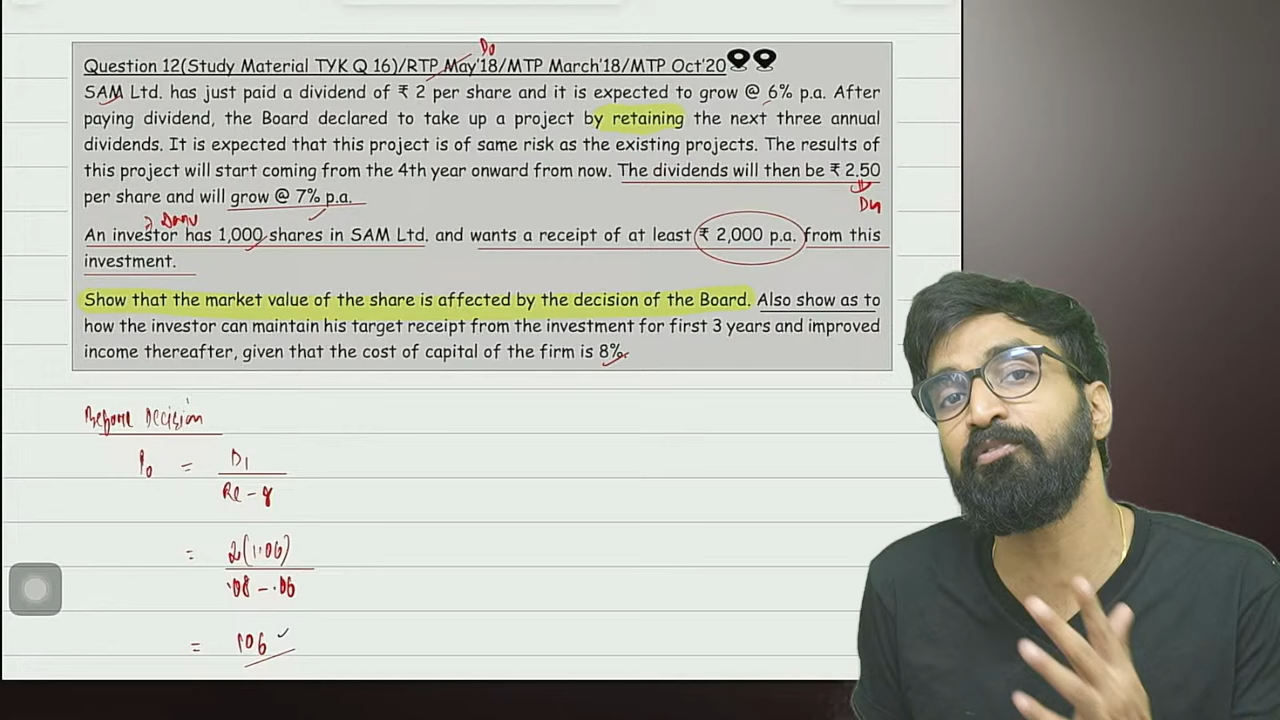 Do
Question 12(Study Material TYK Q 16)/RTP May'18/MTP March'18/MTP Oct'20
SAM Ltd. has just paid a dividend of ₹ 2 per share and it is expected to grow @ 6% p.a. After
paying dividend, the Board declared to take up a project by retaining the next three annual
dividends. It is expected that this project is of same risk as the existing projects. The results of
this project will start coming from the 4th year onward from now. The dividends will then be ₹ 2.50
per share and will grow @ 7% p.a.
D4
An investor has 1,000 shares in SAM Ltd. and wants a receipt of at least ₹ 2,000 p.a. from this
investment.
Show that the market value of the share is affected by the decision of the Board. Also show as to
how the investor can maintain his target receipt from the investment for first 3 years and improved
income thereafter, given that the cost of capital of the firm is 8%.
Before Decision
P0 = D1
Re - g
= 2(1.06)
.08 - .06
= 106